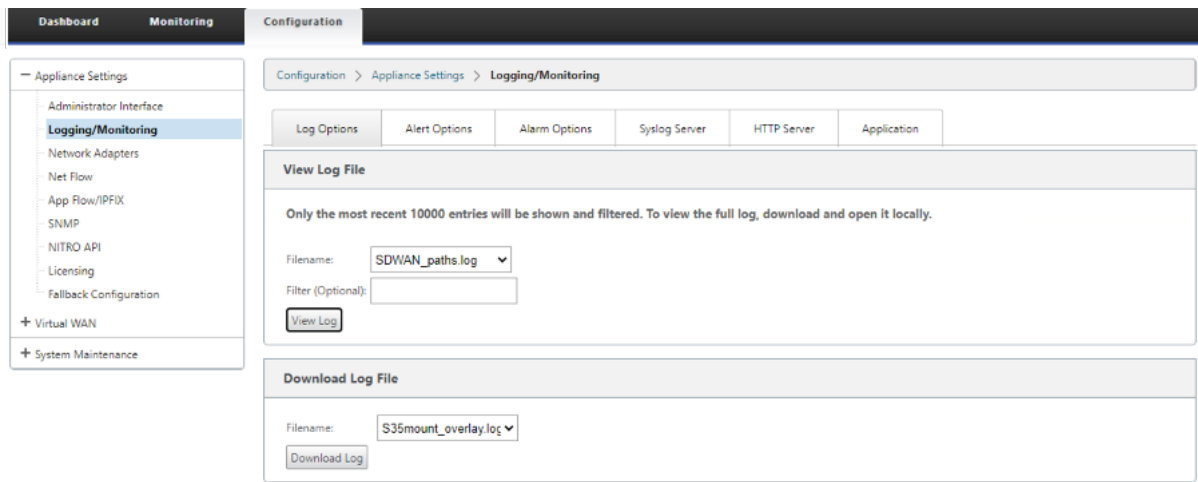 Dashboard Monitoring Configuration
Appliance Settings
Administrator Interface
Logging/Monitoring
Network Adapters
Net Flow
App Flow/IPFIX
SNMP
NITRO API
Licensing
Fallback Configuration
Virtual WAN
System Maintenance
Configuration > Appliance Settings > Logging/Monitoring
Log Options Alert Options Alarm Options Syslog Server HTTP Server Application
View Log File
Only the most recent 10000 entries will be shown and filtered. To view the full log, download and open it locally.
Filename: SDWAN_paths.log
Filter (Optional):
View Log
Download Log File
Filename: S35mount_overlay.log
Download Log